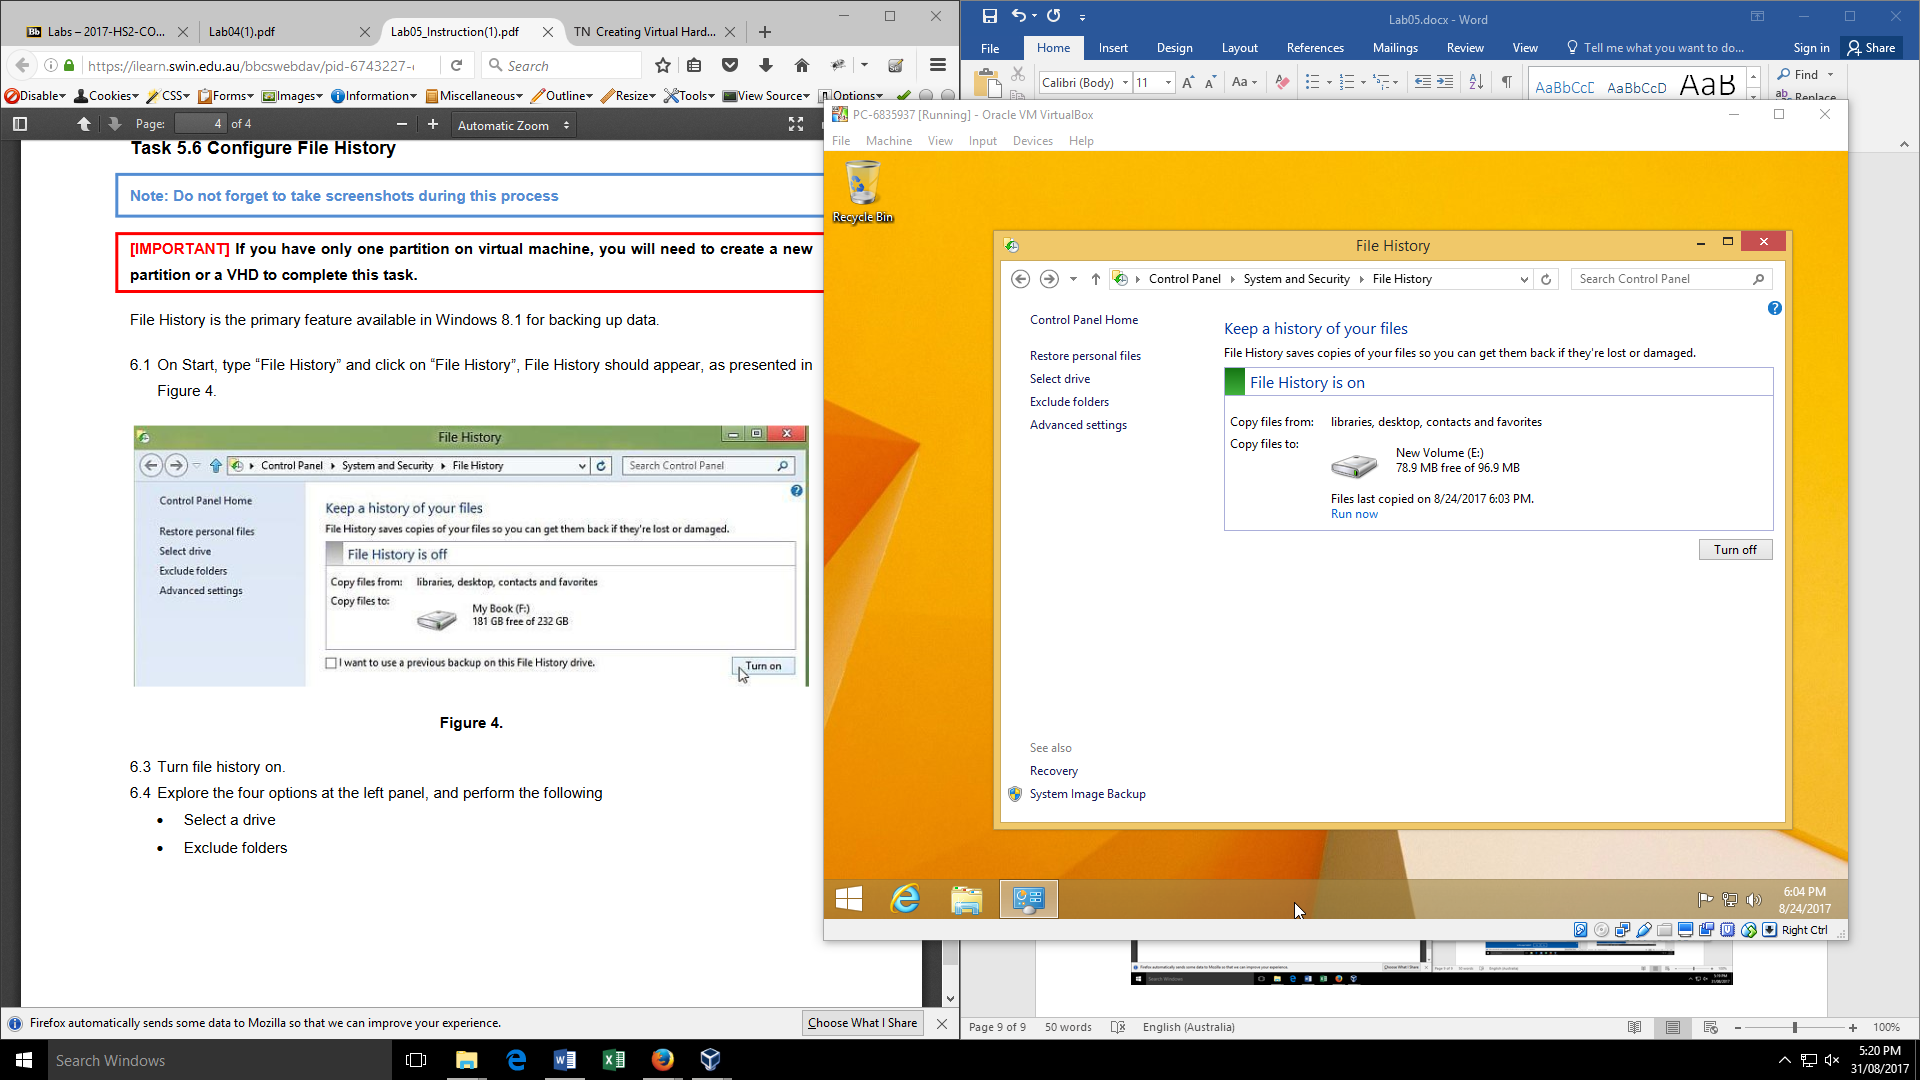 Labs – 2017-HS2-CO...
Lab04(1).pdf
Lab05_Instruction(1).pdf
TN Creating Virtual Hard...
https://ilearn.swin.edu.au/bbcswebdav/pid-6743227-
Search
Disable
Cookies
CSS
Forms
Images
Information
Miscellaneous
Outline
Resize
Tools
View Source
Options
Page: 4 of 4
Automatic Zoom
Task 5.6 Configure File History
Note: Do not forget to take screenshots during this process
[IMPORTANT] If you have only one partition on virtual machine, you will need to create a new
partition or a VHD to complete this task.
File History is the primary feature available in Windows 8.1 for backing up data.
6.1 On Start, type “File History” and click on “File History”, File History should appear, as presented in
Figure 4.
File History
Control Panel
System and Security
File History
Search Control Panel
Control Panel Home
Restore personal files
Select drive
Exclude folders
Advanced settings
Keep a history of your files
File History saves copies of your files so you can get them back if they're lost or damaged.
File History is off
Copy files from: libraries, desktop, contacts and favorites
Copy files to:
My Book (F:)
181 GB free of 232 GB
I want to use a previous backup on this File History drive.
Turn on
Figure 4.
6.3 Turn file history on.
6.4 Explore the four options at the left panel, and perform the following
• Select a drive
• Exclude folders
Firefox automatically sends some data to Mozilla so that we can improve your experience.
Choose What I Share
Lab05.docx - Word
File
Home
Insert
Design
Layout
References
Mailings
Review
View
Tell me what you want to do...
Sign in
Share
Calibri (Body)
11
Aa
AaBbCcD
AaB
Find
Replace
PC-6835937 [Running] - Oracle VM VirtualBox
File
Machine
View
Input
Devices
Help
Recycle Bin
File History
Control Panel
System and Security
File History
Search Control Panel
Control Panel Home
Restore personal files
Select drive
Exclude folders
Advanced settings
Keep a history of your files
File History saves copies of your files so you can get them back if they're lost or damaged.
File History is on
Copy files from: libraries, desktop, contacts and favorites
Copy files to:
New Volume (E:)
78.9 MB free of 96.9 MB
Files last copied on 8/24/2017 6:03 PM.
Run now
Turn off
See also
Recovery
System Image Backup
6:04 PM
8/24/2017
Right Ctrl
Page 9 of 9
50 words
English (Australia)
100%
Search Windows
5:20 PM
31/08/2017